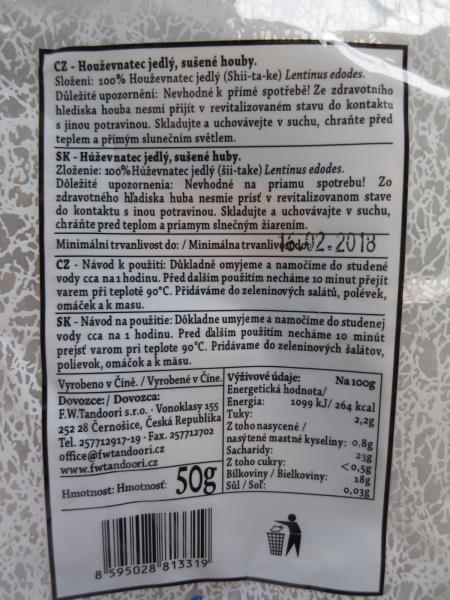 CZ - Houževnatec jedlý, sušené houby.
Složení: 100% Houževnatec jedlý (Shii-ta-ke) Lentinus edodes.
Důležité upozornění: Nevhodné k přímé spotřebě! Ze zdravotního
hlediska houba nesmí přijít v revitalizovaném stavu do kontaktu
s jinou potravinou. Skladujte a uchovávejte v suchu, chraňte před
teplem a přímým slunečním světlem.
SK - Húževnatec jedlý, sušené huby.
Zloženie: 100% Húževnatec jedlý (šii-take) Lentinus edodes.
Dôležité upozornenia: Nevhodné na priamu spotrebu! Zo
zdravotného hľadiska huba nesmie prísť v revitalizovanom stave
do kontaktu s inou potravinou. Skladujte a uchovávajte v suchu,
chráňte pred teplom a priamym slnečným žiarením.
Minimální trvanlivost do: / Minimálna trvanlivosť do: 16.02.2018
CZ - Návod k použití: Důkladně omyjeme a namočíme do studené
vody cca na 1 hodinu. Před dalším použitím necháme 10 minut přejít
varem při teplotě 90°C. Přidáváme do zeleninových salátů, polévek,
omáček a k masu.
SK - Návod na použitie: Dôkladne umyjeme a namočíme do studenej
vody cca na 1 hodinu. Pred ďalším použitím necháme 10 minút
prejsť varom pri teplote 90°C. Pridávame do zeleninových šalátov,
polievok, omáčok a k mäsu.
Vyrobeno v Číně. / Vyrobené v Číne.
Dovozce: / Dovozca:
F.W.Tandoori s.r.o. · Vonoklasy 155
252 28 Černošice, Česká Republika
Tel. 257712917-19 · Fax. 257712702
office@fwtandoori.cz
www.fwtandoori.cz
Hmotnost: Hmotnosť: 50g
Výživové údaje: Na 100g
Energetická hodnota/
Energia: 1099 kJ/ 264 kcal
Tuky: 2,2g
Z toho nasycené /
nasýtené mastné kyseliny: 0,8g
Sacharidy: 23g
Z toho cukry: <0,5g
Bílkoviny / Bielkoviny: 18g
Sůl / Soľ: 0,03g
8 595028 813319